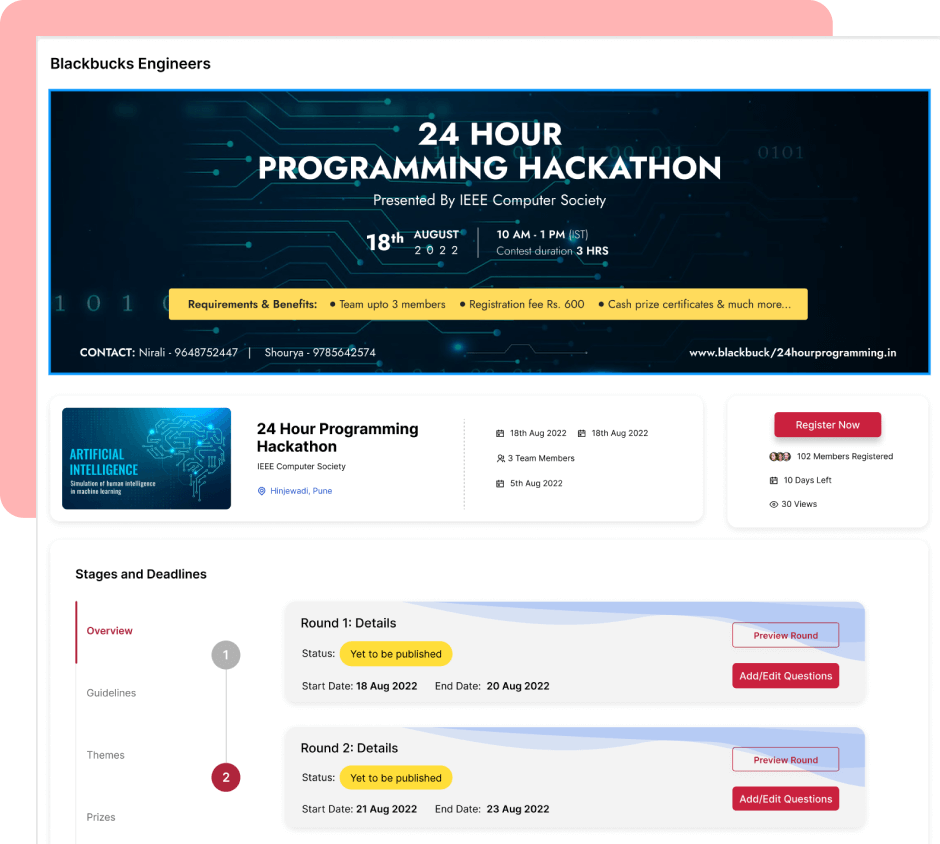 Blackbucks Engineers
24 HOUR
PROGRAMMING HACKATHON
Presented By IEEE Computer Society
18th AUGUST 2022 10 AM - 1 PM (IST)
Contest duration 3 HRS
Requirements & Benefits: • Team upto 3 members • Registration fee Rs. 600 • Cash prize certificates & much more...
CONTACT: Nirali - 9648752447 | Shourya - 9785642574 www.blackbuck/24hourprogramming.in
ARTIFICIAL
INTELLIGENCE
Simulation of human intelligence
in machine learning
24 Hour Programming
Hackathon
IEEE Computer Society
Hinjewadi, Pune
18th Aug 2022 18th Aug 2022
3 Team Members
5th Aug 2022
Register Now
102 Members Registered
10 Days Left
30 Views
Stages and Deadlines
Overview
Guidelines
Themes
Prizes
1
2
Round 1: Details
Status: Yet to be published
Start Date: 18 Aug 2022 End Date: 20 Aug 2022
Preview Round
Add/Edit Questions
Round 2: Details
Status: Yet to be published
Start Date: 21 Aug 2022 End Date: 23 Aug 2022
Preview Round
Add/Edit Questions